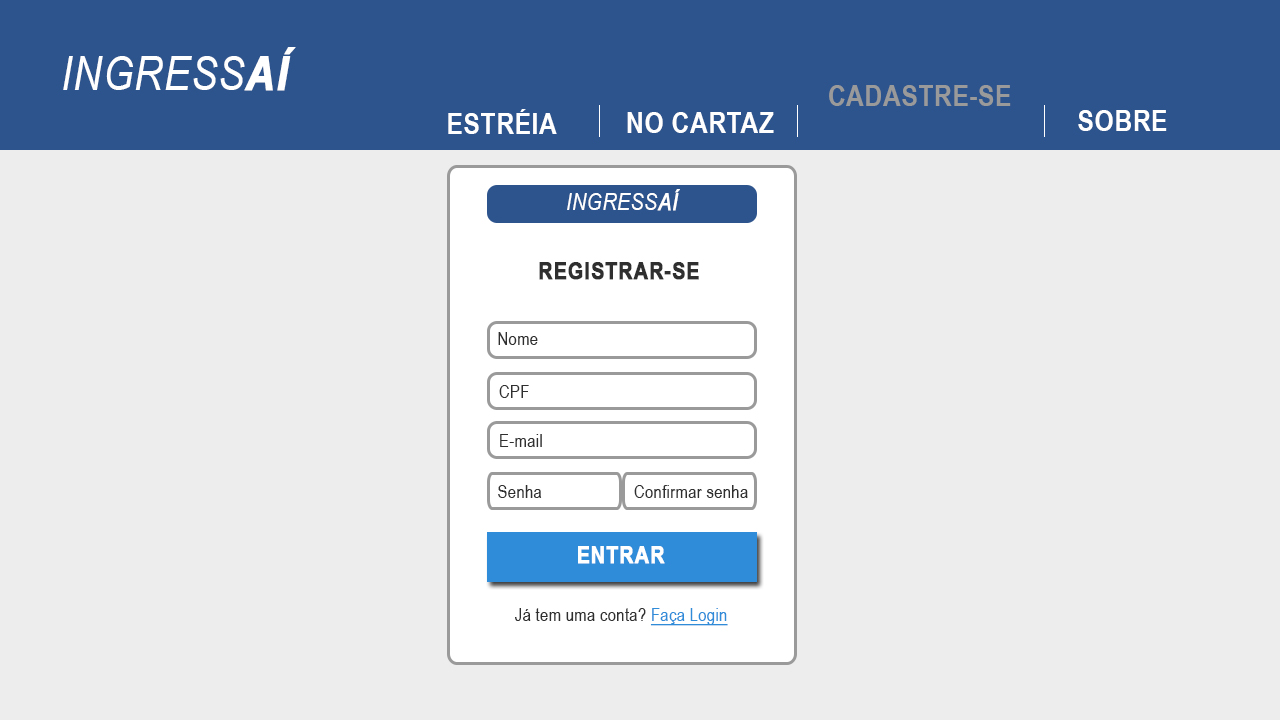 INGRESSAÍ
ESTRÉIA
NO CARTAZ
CADASTRE-SE
SOBRE
INGRESSAÍ
REGISTRAR-SE
Nome
CPF
E-mail
Senha
Confirmar senha
ENTRAR
Já tem uma conta? Faça Login